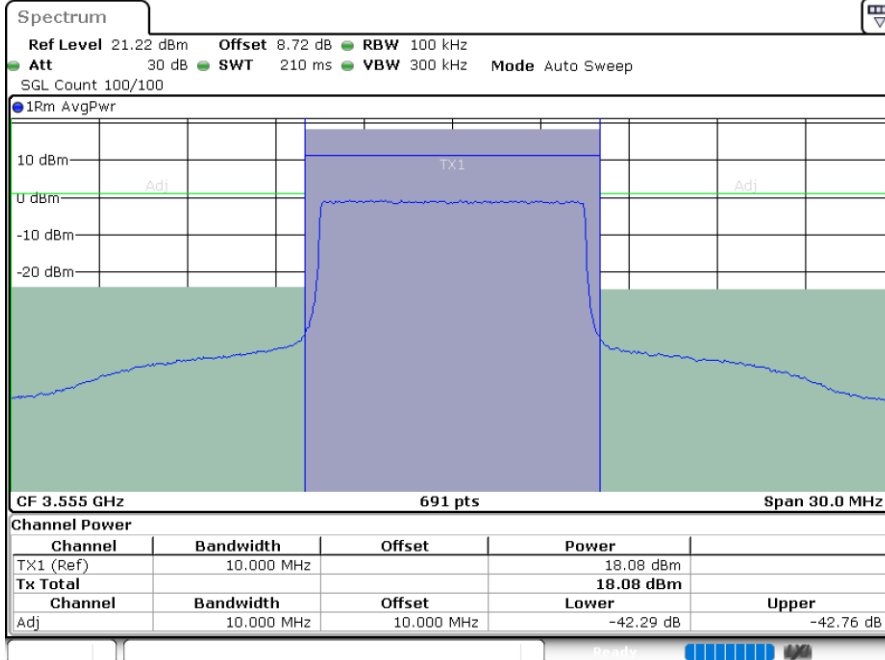 Spectrum
Ref Level 21.22 dBm Offset 8.72 dB RBW 100 kHz
Att 30 dB SWT 210 ms VBW 300 kHz Mode Auto Sweep
SGL Count 100/100
1Rm AvgPwr
10 dBm
TX1
Adj Adj
0 dBm
-10 dBm
-20 dBm
CF 3.555 GHz 691 pts Span 30.0 MHz
Channel Power
Channel Bandwidth Offset Power
TX1 (Ref) 10.000 MHz 18.08 dBm
Tx Total 18.08 dBm
Channel Bandwidth Offset Lower Upper
Adj 10.000 MHz 10.000 MHz -42.29 dB -42.76 dB
Ready